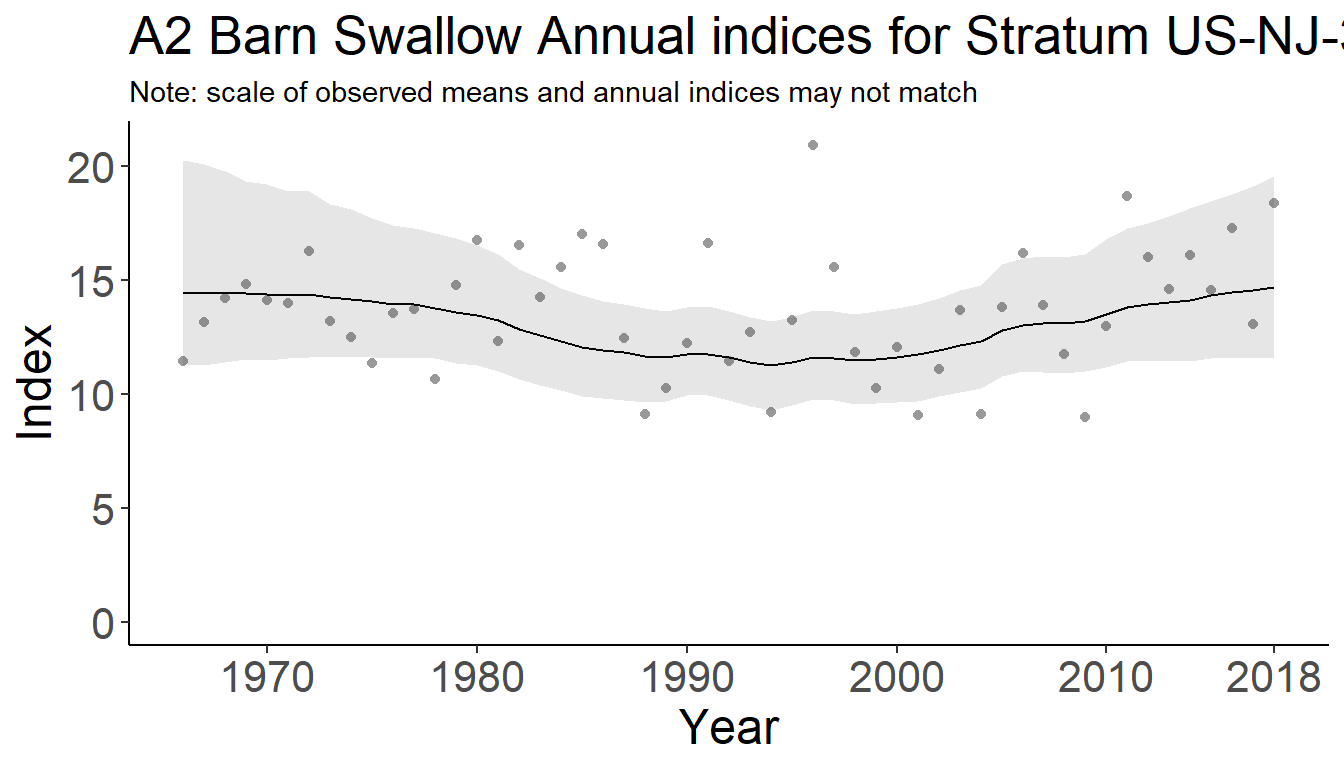 A2 Barn Swallow Annual indices for Stratum US-NJ-
Note: scale of observed means and annual indices may not match
20
15
10
5
0
Index
1970 1980 1990 2000 2010 2018
Year